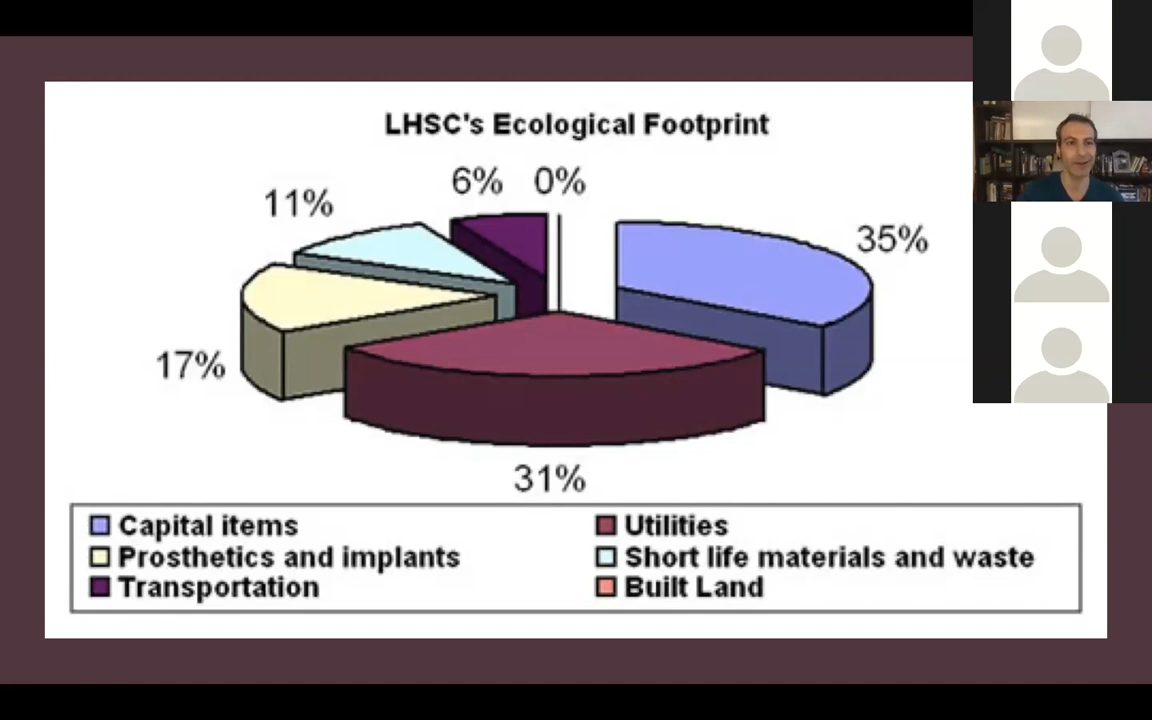 LHSC's Ecological Footprint
6% 0%
11%
35%
17%
31%
Capital items Utilities
Prosthetics and implants Short life materials and waste
Transportation Built Land